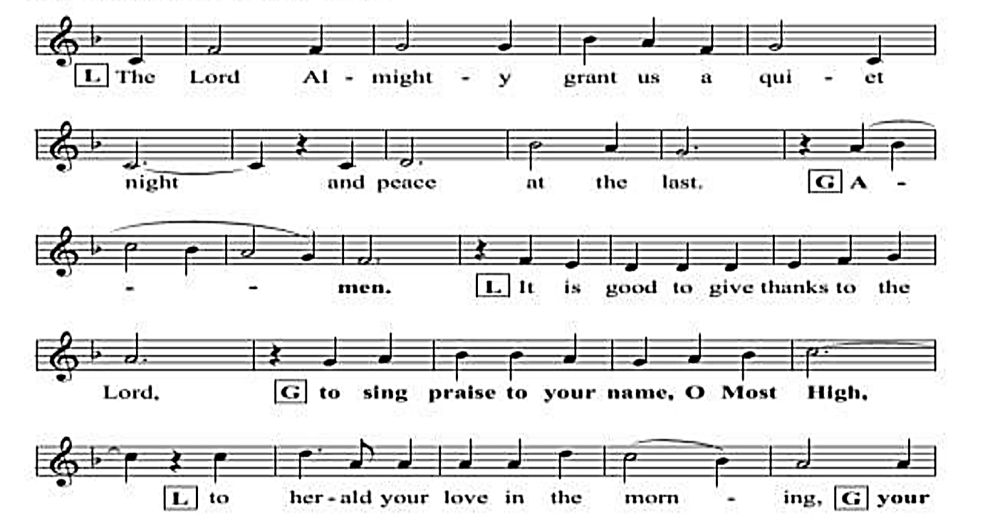 L The Lord Al - might - y grant us a qui - et
night and peace at the last. G A -
- - men. L It is good to give thanks to the
Lord, G to sing praise to your name, O Most High,
L to her - ald your love in the morn - ing, G your